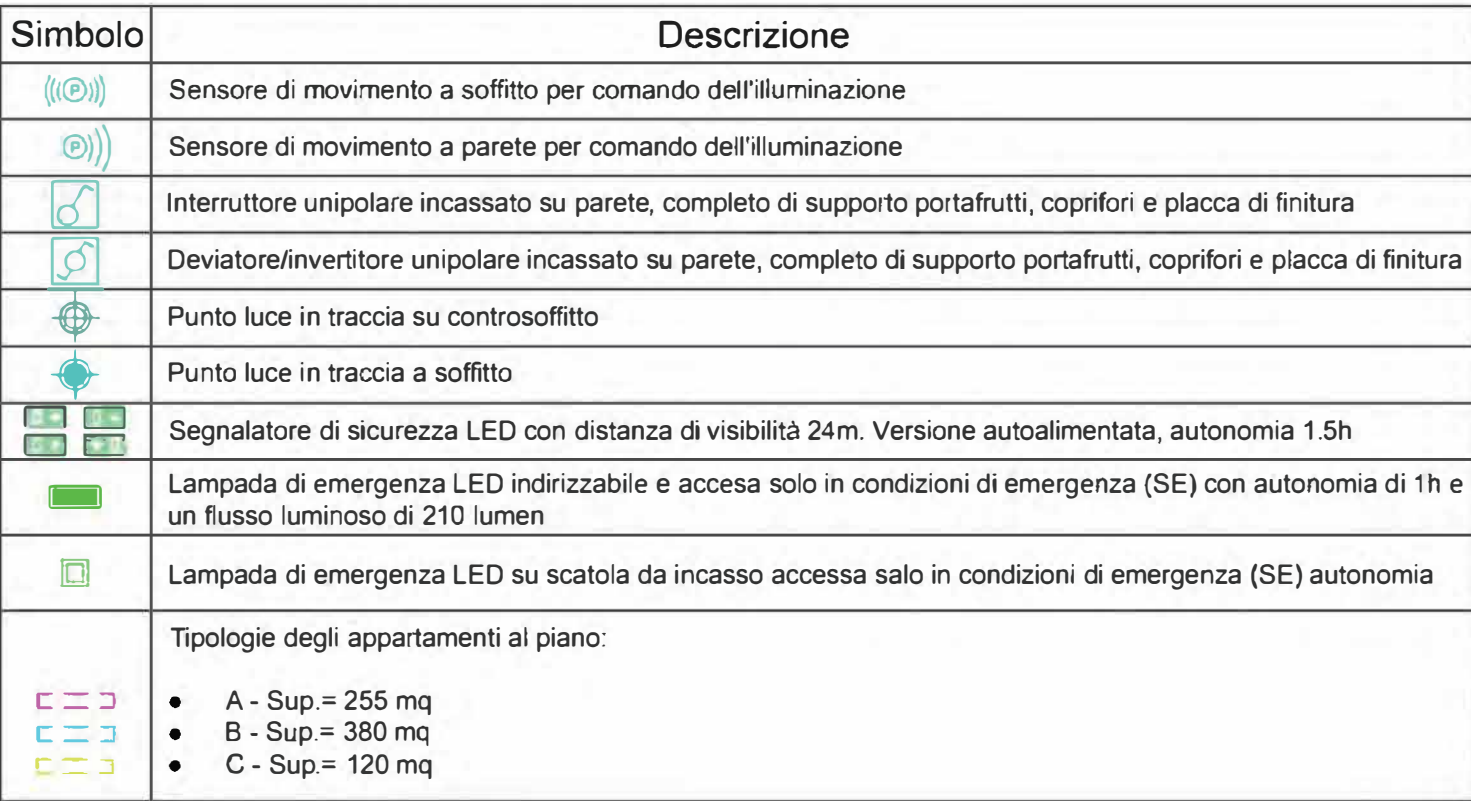 Simbolo Descrizione
((( P ))) Sensore di movimento a soffitto per comando dell'illuminazione
P ))) Sensore di movimento a parete per comando dell'illuminazione
Interruttore unipolare incassato su parete, completo di supporto portafrutti, coprifori e placca di finitura
Deviatore/invertitore unipolare incassato su parete, completo di supporto portafrutti, coprifori e placca di finitura
Punto luce in traccia su controsoffitto
Punto luce in traccia a soffitto
Segnalatore di sicurezza LED con distanza di visibilità 24m. Versione autoalimentata, autonomia 1.5h
Lampada di emergenza LED indirizzabile e accesa solo in condizioni di emergenza (SE) con autonomia di 1h e
un flusso luminoso di 210 lumen
Lampada di emergenza LED su scatola da incasso accessa salo in condizioni di emergenza (SE) autonomia
Tipologie degli appartamenti al piano:
• A - Sup.= 255 mq
• B - Sup.= 380 mq
• C - Sup.= 120 mq